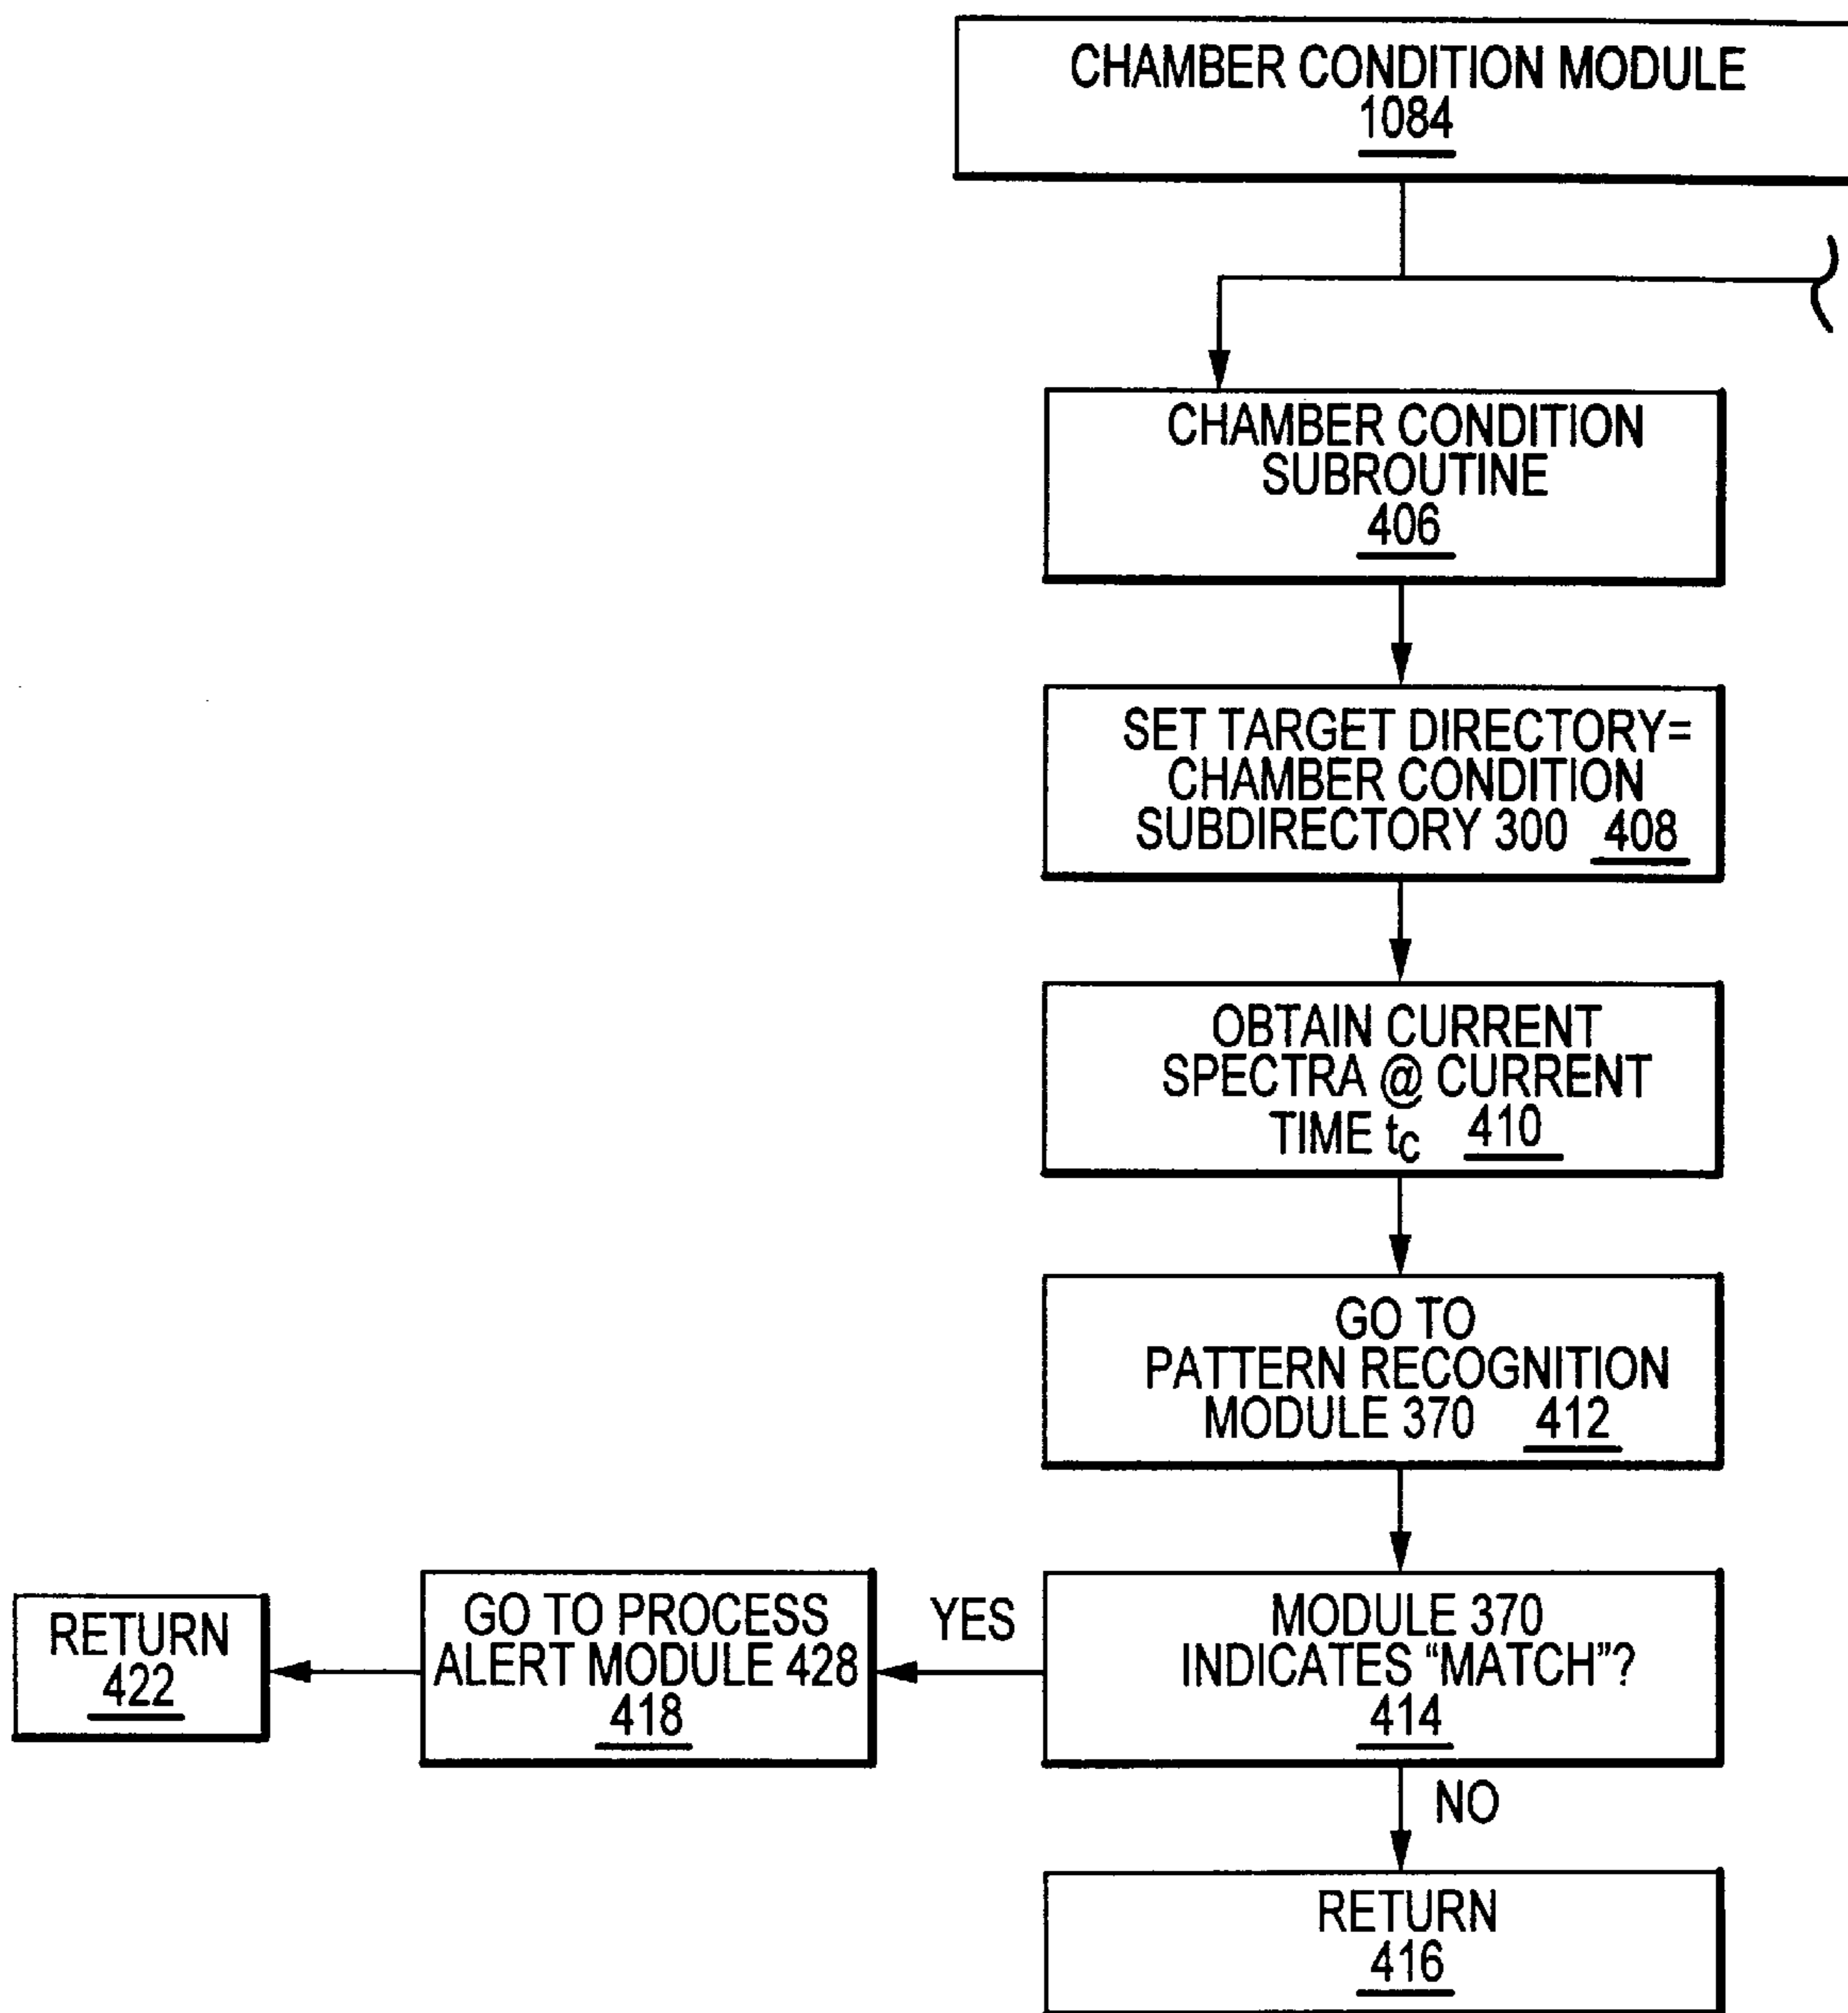 CHAMBER CONDITION MODULE
1084
CHAMBER CONDITION
SUBROUTINE
406
SET TARGET DIRECTORY=
CHAMBER CONDITION
SUBDIRECTORY 300 408
OBTAIN CURRENT
SPECTRA @ CURRENT
TIME tc 410
GO TO
PATTERN RECOGNITION
MODULE 370 412
MODULE 370
INDICATES “MATCH”?
414
YES
GO TO PROCESS
ALERT MODULE 428
418
RETURN
422
NO
RETURN
416